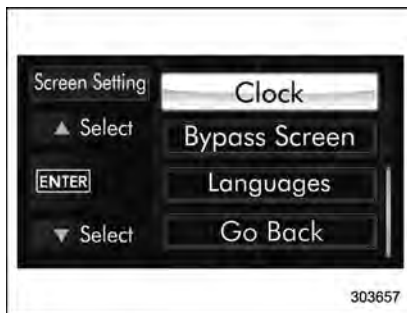 Screen Setting
Clock
▲ Select
Bypass Screen
ENTER
Languages
▼ Select
Go Back
303657